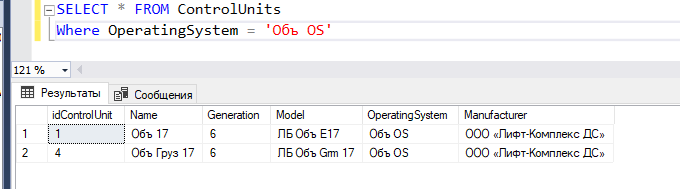 SELECT * FROM ControlUnits
Where OperatingSystem = 'Объ OS'
121 %
Результаты Сообщения
idControlUnit Name Generation Model OperatingSystem Manufacturer
1 1 Объ 17 6 ЛБ Объ E17 Объ OS ООО «Лифт-Комплекс ДС»
2 4 Объ Груз 17 6 ЛБ Объ Grm 17 Объ OS ООО «Лифт-Комплекс ДС»